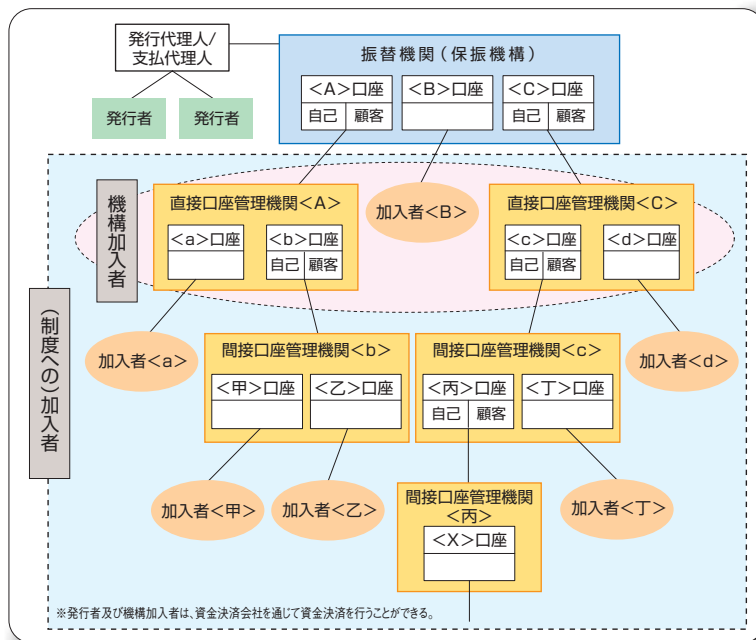 発行代理人/
支払代理人
発行者
発行者
振替機関(保振機構)
<A>口座
自己
顧客
<B>口座
<C>口座
自己
顧客
機構加入者
直接口座管理機関<A>
<a>口座
<b>口座
自己
顧客
加入者<B>
直接口座管理機関<C>
<c>口座
自己
顧客
<d>口座
(制度への)加入者
加入者<a>
間接口座管理機関<b>
<甲>口座
<乙>口座
間接口座管理機関<c>
<丙>口座
自己
顧客
<丁>口座
加入者<d>
加入者<甲>
加入者<乙>
間接口座管理機関
<丙>
<X>口座
加入者<丁>
※発行者及び機構加入者は、資金決済会社を通じて資金決済を行うことができる。